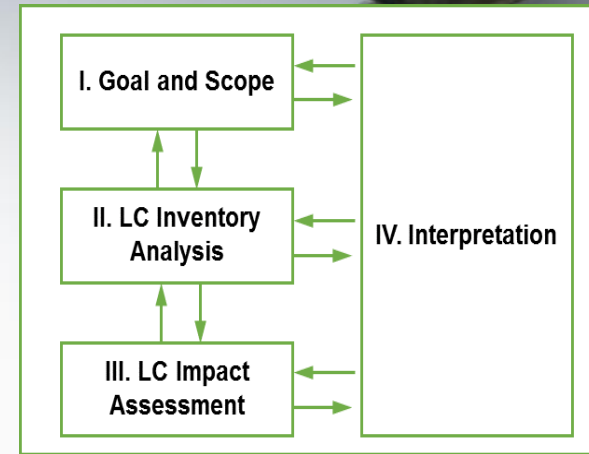 I. Goal and Scope
II. LC Inventory
Analysis
IV. Interpretation
III. LC Impact
Assessment